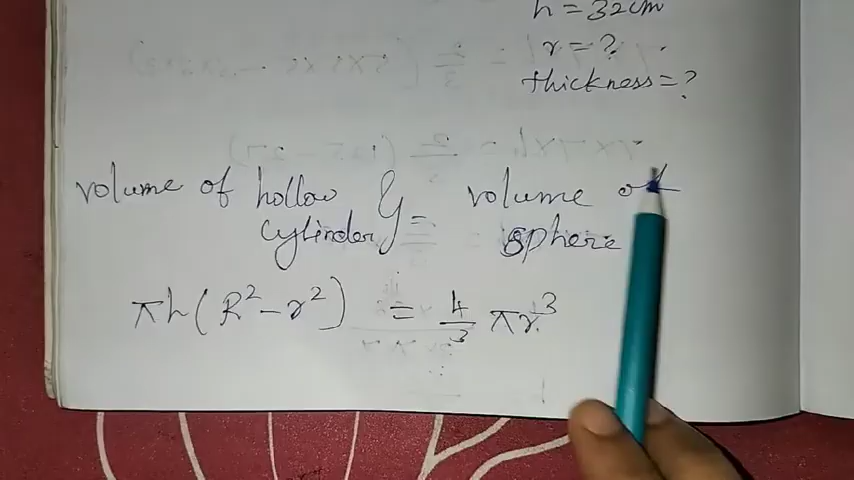 h = 32cm
r = ?
thickness = ?
volume of hollow cylinder } = volume of sphere
πh(R² - r²) = 4/3 πr³